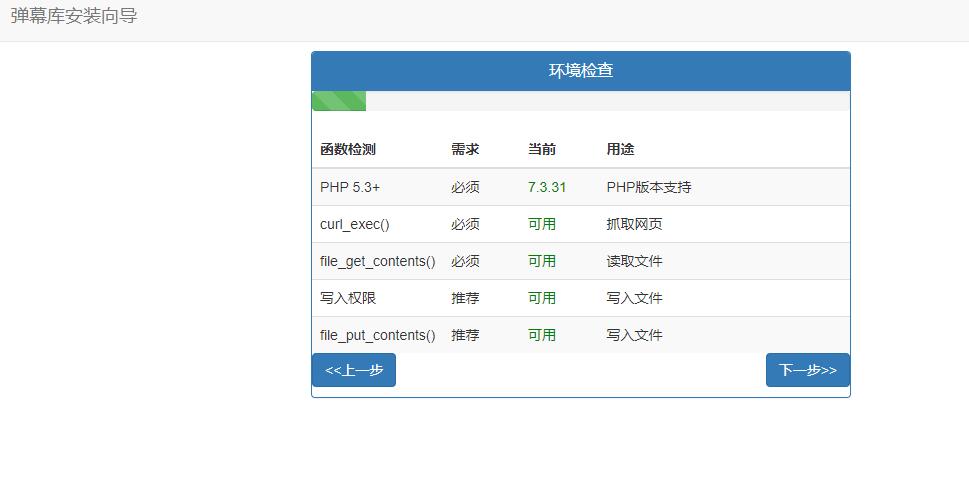 弹幕库安装向导
环境检查
函数检测 需求 当前 用途
PHP 5.3+ 必须 7.3.31 PHP版本支持
curl_exec() 必须 可用 抓取网页
file_get_contents() 必须 可用 读取文件
写入权限 推荐 可用 写入文件
file_put_contents() 推荐 可用 写入文件
<<上一步 下一步>>